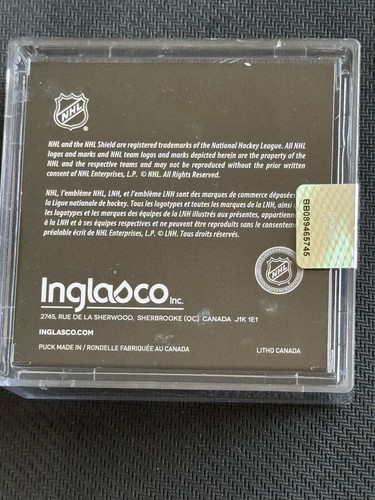 NHL
®
NHL and the NHL Shield are registered trademarks of the National Hockey League. All NHL
logos and marks and NHL team logos and marks depicted herein are the property of the
NHL and the respective teams and may not be reproduced without the prior written
consent of NHL Enterprises, L.P. © NHL. All Rights Reserved.
NHL, l'emblème NHL, LNH, et l'emblème LNH sont des marques de commerce déposée
la Ligue nationale de hockey. Tous les logotypes et toutes les marques de la LNH, ainsi
les logotypes et les marques des équipes de la LNH illustrés aux présentes, appartienn
à la LNH et à ses équipes respectives et ne peuvent être reproduits sans le consenteme
préalable écrit de NHL Enterprises, L.P. © LNH. Tous droits réservés.
BB089465745
NHL
Inglasco Inc.
2745, RUE DE LA SHERWOOD, SHERBROOKE (QC) CANADA J1K 1E1
INGLASCO.COM
PUCK MADE IN / RONDELLE FABRIQUÉE AU CANADA
LITHO CANADA